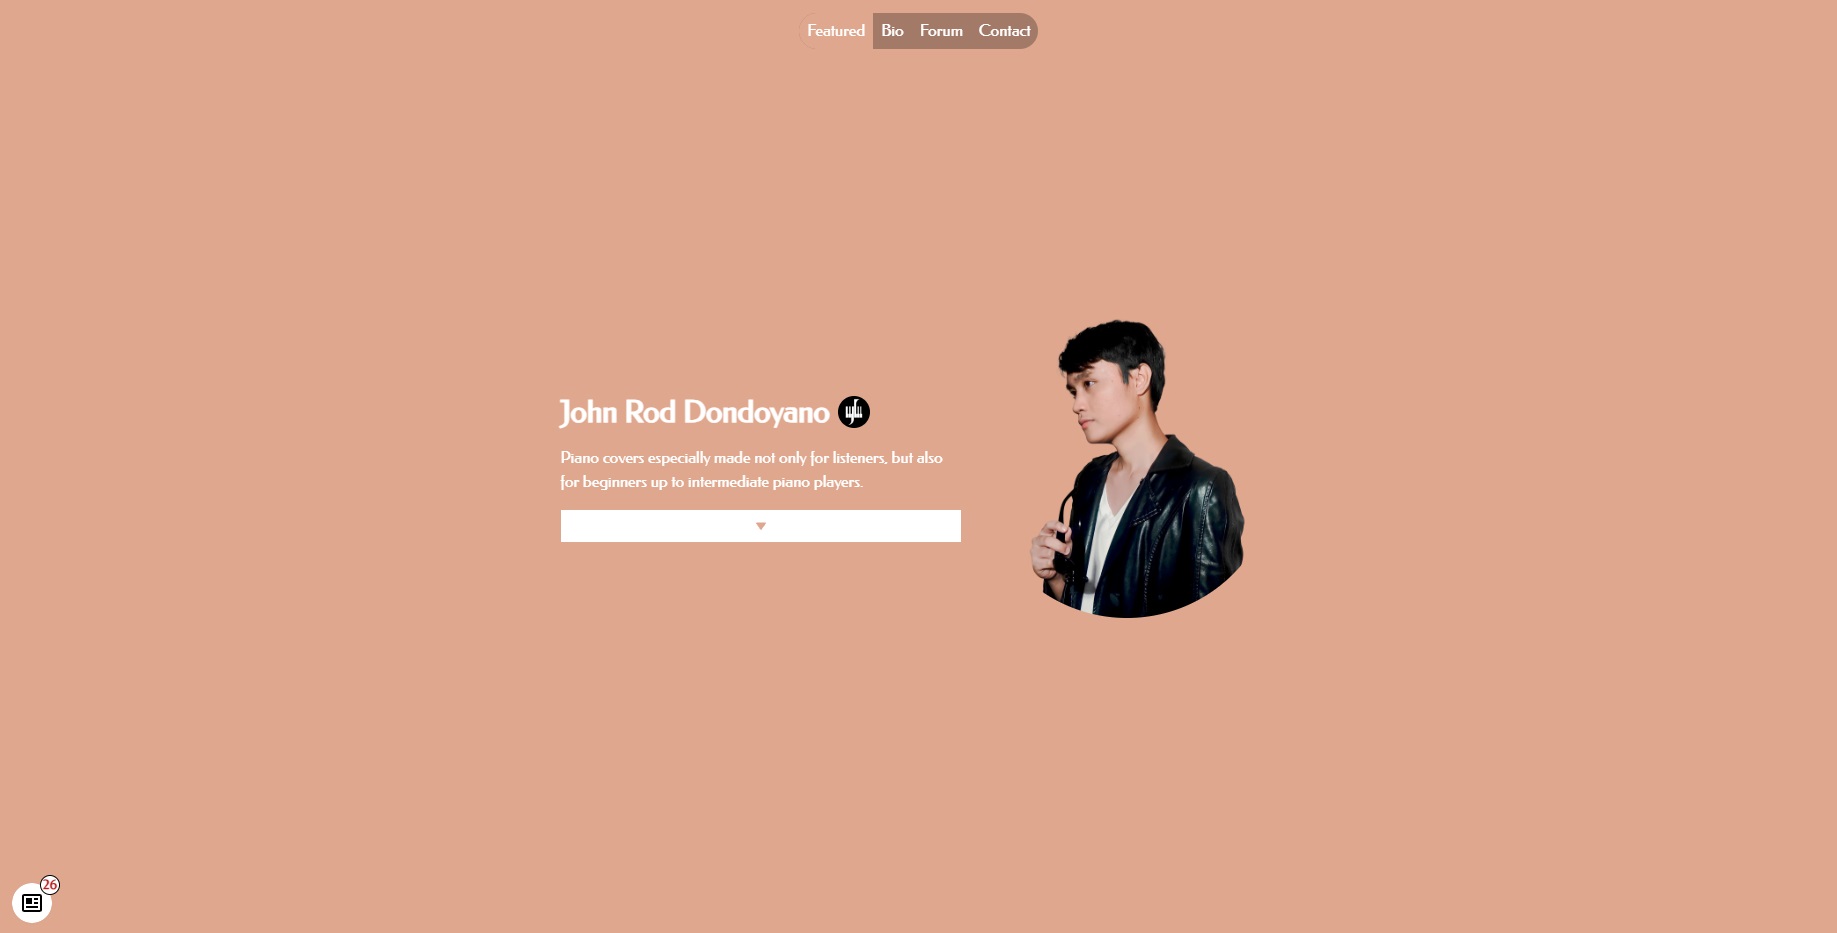 Featured Bio Forum Contact
John Rod Dondoyano
Piano covers especially made not only for listeners, but also
for beginners up to intermediate piano players.
26